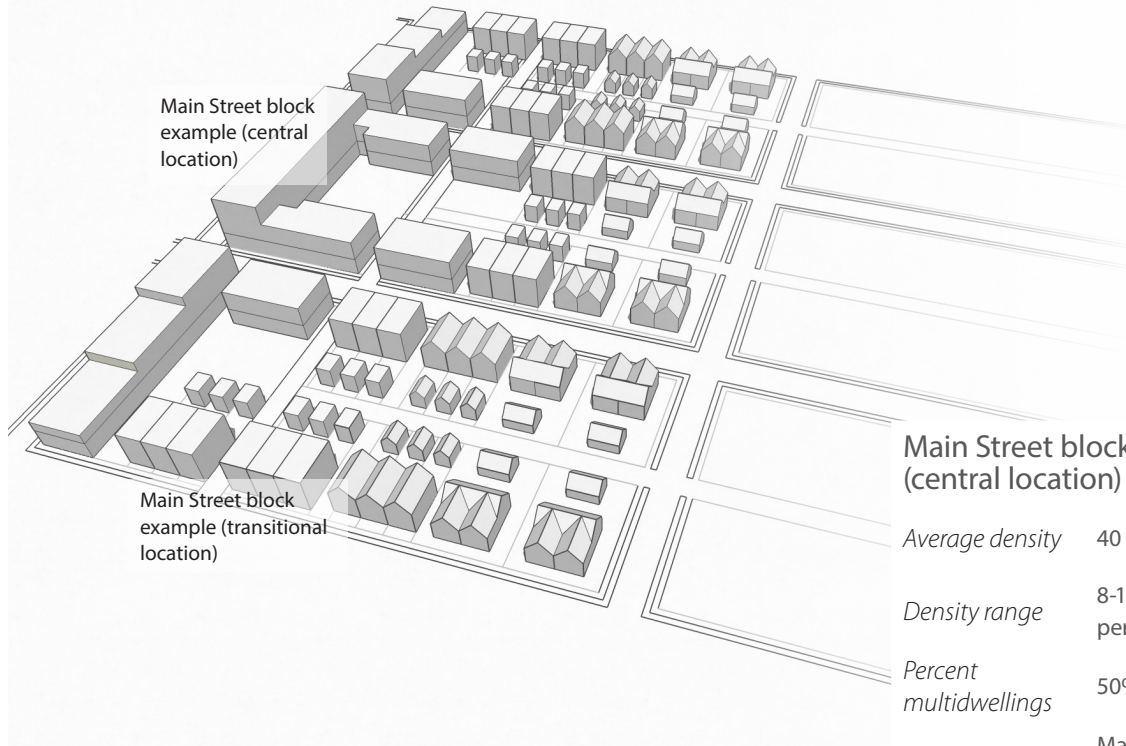 Main Street block
example (central
location)
Main Street block
example (transitional
location)
Main Street block
(central location)
Average density 40
Density range
Percent
multidwellings